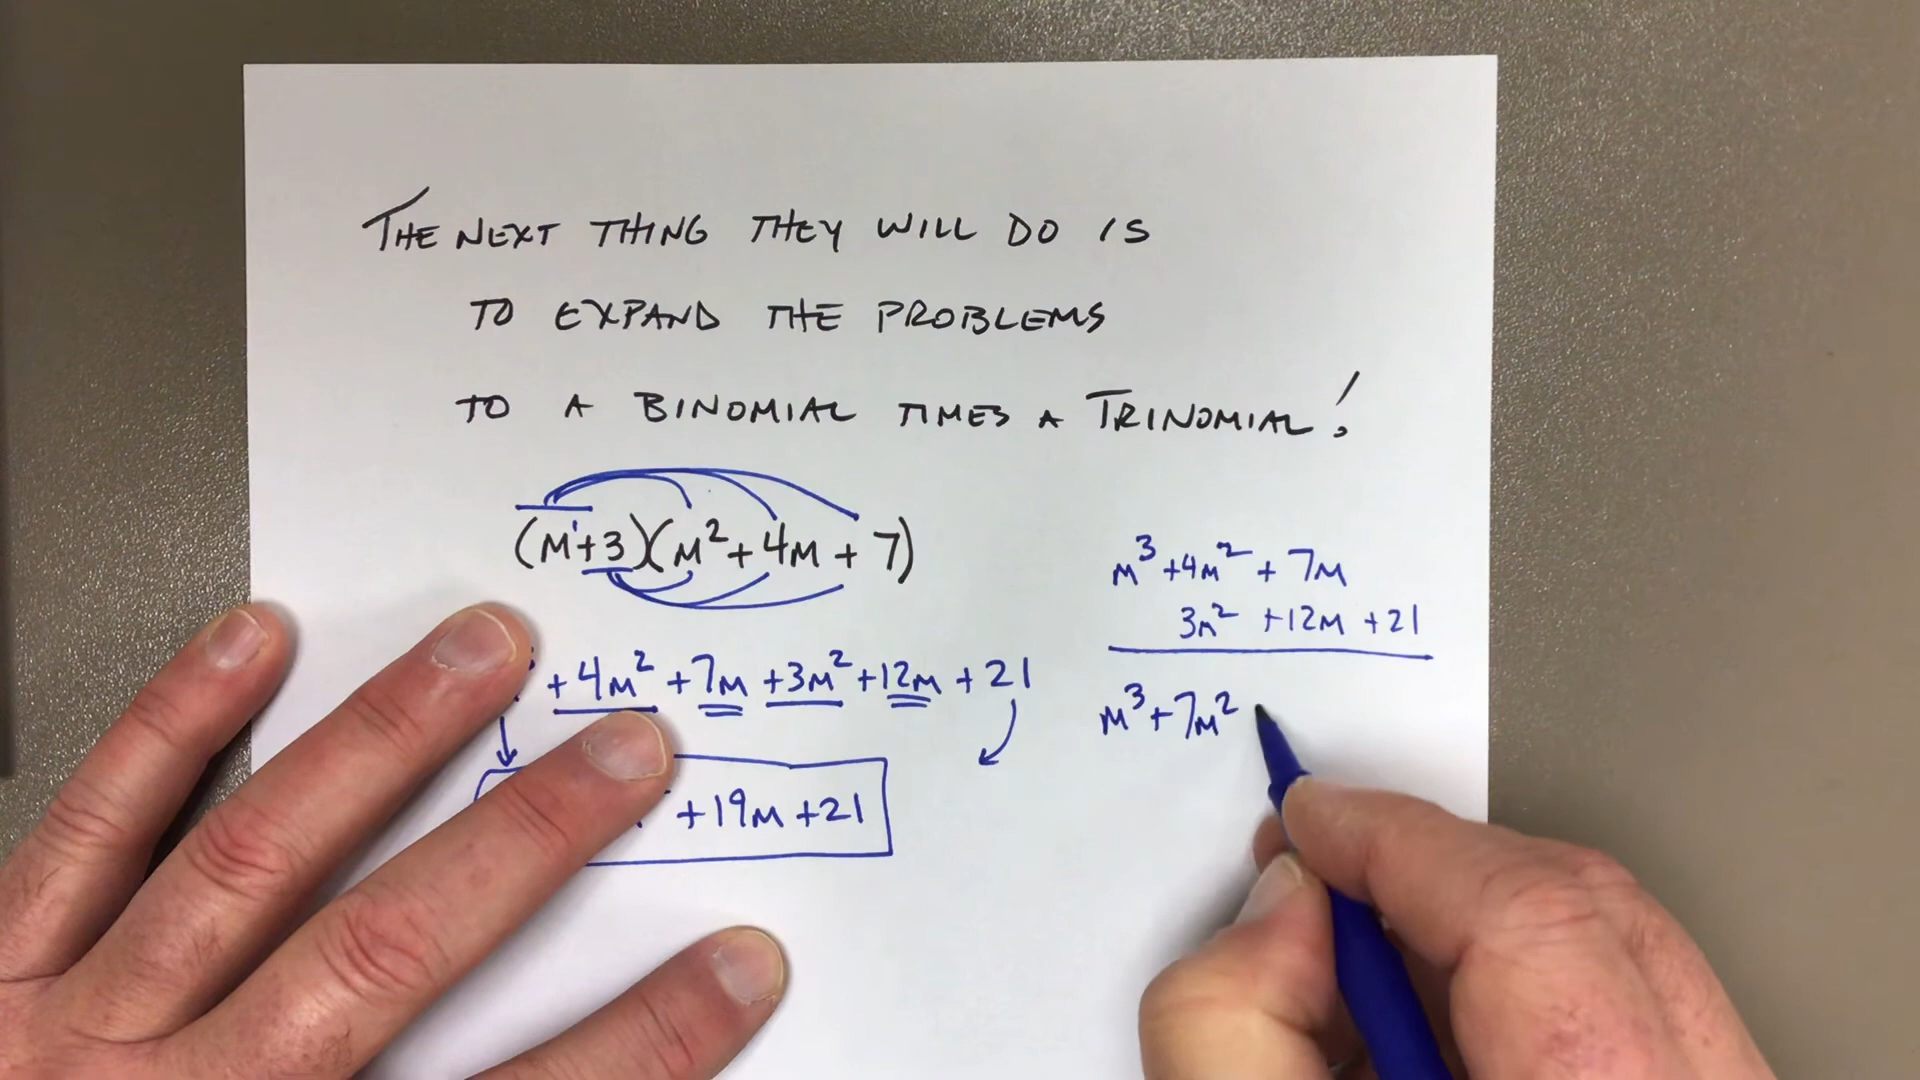 THE NEXT THING THEY WILL DO IS
TO EXPAND THE PROBLEMS
TO A BINOMIAL TIMES A TRINOMIAL!
(M¹+3)(M²+4M+7)
+4M²+7M+3M²+12M+21
+19M+21
M³+4M²+7M
3M²+12M+21
M³+7M²